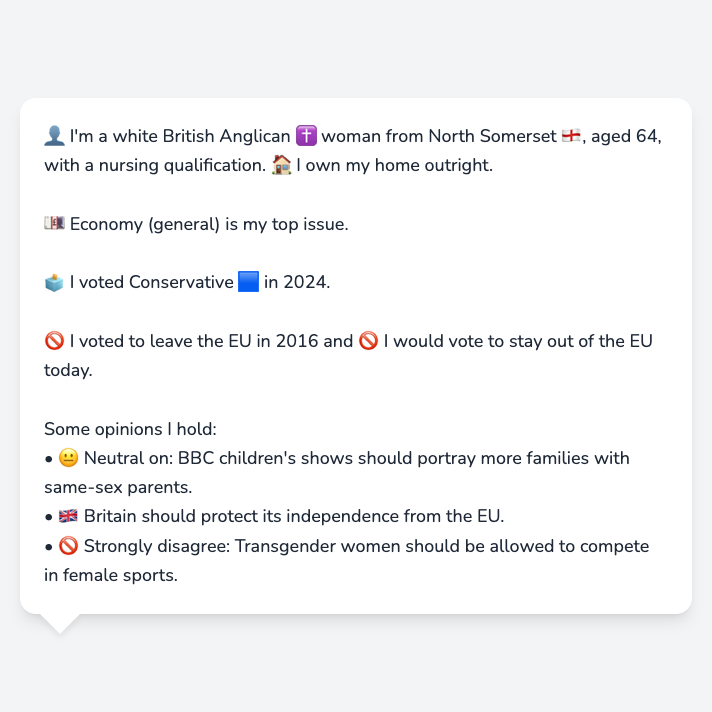 👤 I'm a white British Anglican ✝️ woman from North Somerset 🏴󠁧󠁢󠁥󠁮󠁧󠁿, aged 64,
with a nursing qualification. 🏠 I own my home outright.
💷 Economy (general) is my top issue.
🗳️ I voted Conservative 🟦 in 2024.
🚫 I voted to leave the EU in 2016 and 🚫 I would vote to stay out of the EU
today.
Some opinions I hold:
• 😐 Neutral on: BBC children's shows should portray more families with
same-sex parents.
• 🇬🇧 Britain should protect its independence from the EU.
• 🚫 Strongly disagree: Transgender women should be allowed to compete
in female sports.